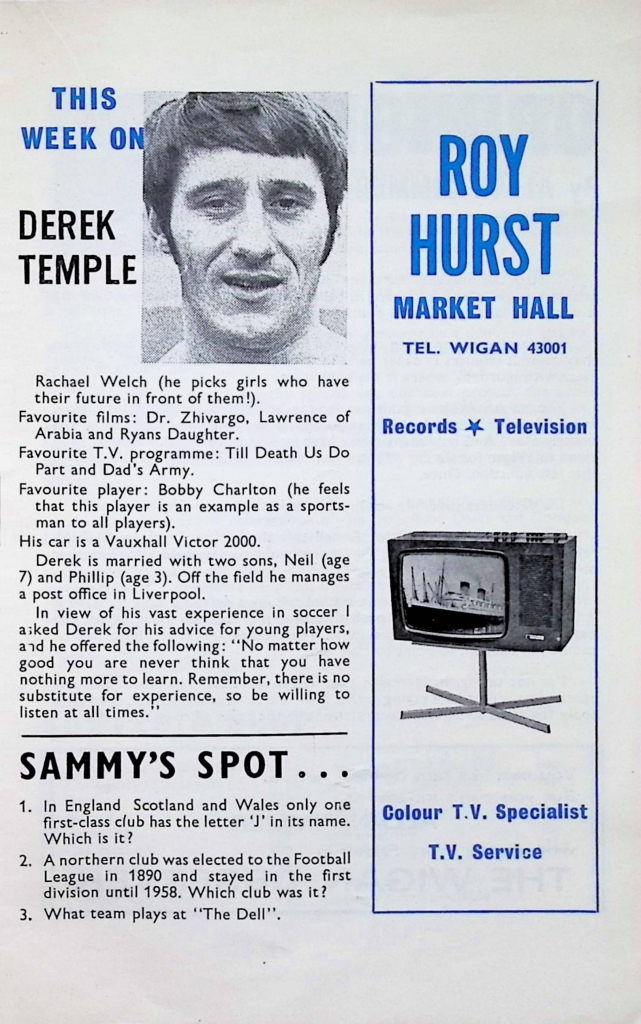 THIS
WEEK ON
DEREK
TEMPLE
Rachael Welch (he picks girls who have
their future in front of them!).
Favourite films: Dr. Zhivargo, Lawrence of
Arabia and Ryans Daughter.
Favourite T.V. programme: Till Death Us Do
Part and Dad's Army.
Favourite player: Bobby Charlton (he feels
that this player is an example as a sports-
man to all players).
His car is a Vauxhall Victor 2000.
Derek is married with two sons, Neil (age
7) and Phillip (age 3). Off the field he manages
a post office in Liverpool.
In view of his vast experience in soccer I
asked Derek for his advice for young players,
and he offered the following: "No matter how
good you are never think that you have
nothing more to learn. Remember, there is no
substitute for experience, so be willing to
listen at all times."
SAMMY'S SPOT...
1. In England Scotland and Wales only one
first-class club has the letter 'J' in its name.
Which is it?
2. A northern club was elected to the Football
League in 1890 and stayed in the first
division until 1958. Which club was it?
3. What team plays at "The Dell".
ROY
HURST
MARKET HALL
TEL. WIGAN 43001
Records ★ Television
Colour T.V. Specialist
T.V. Service